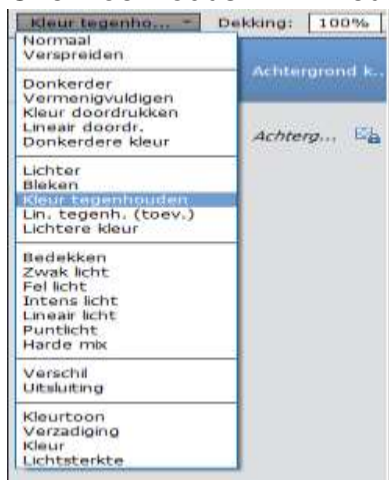 Kleur tegenho... Dekking: 100%
Normaal
Verspreiden
Achtergrond k..
Donkerder
Vermenigvuldigen
Kleur doordrukken
Lineair doordr.
Donkerdere kleur
Achterg...
Lichter
Bleken
Kleur tegenhouden
Lin. tegenh. (toev.)
Lichtere kleur
Bedekken
Zwak licht
Fel licht
Intens licht
Lineair licht
Puntlicht
Harde mix
Verschil
Uitsluiting
Kleurtoon
Verzadiging
Kleur
Lichtsterkte